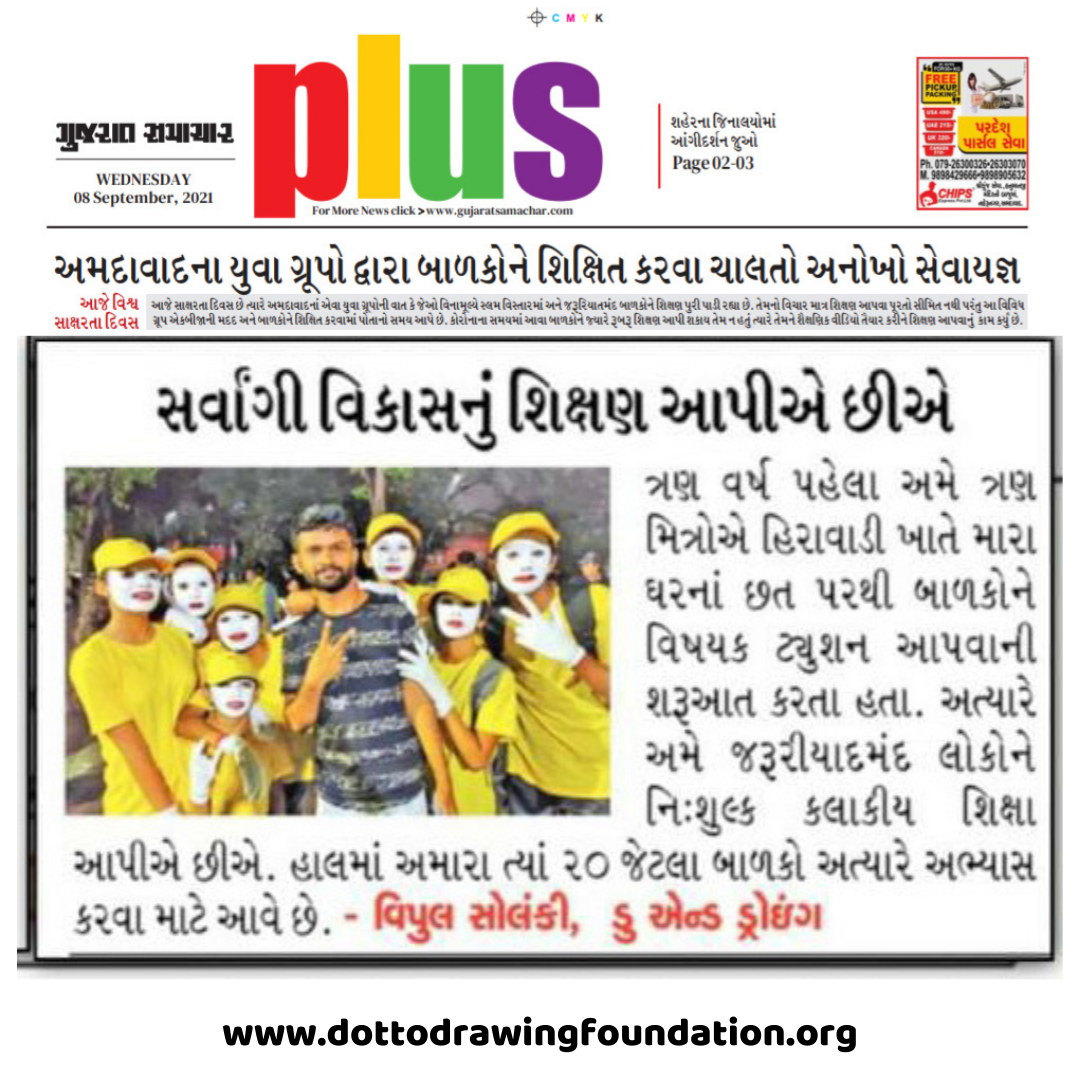 C M Y K
ગુજરાત સમાચાર
WEDNESDAY
08 September, 2021
plus
For More News click >www.gujaratsamachar.com
શહેરના જિનાલયોમાં
આંગીદર્શન જુઓ
Page 02-03
FREE
PICKUP
PACKING
પરદેશ
પાર્સલ સેવા
Ph. 079-26300326-26303070
M. 9898429666-9898905632
CHIPS
અમદાવાદના યુવા ગ્રૂપો દ્વારા બાળકોને શિક્ષિત કરવા ચાલતો અનોખો સેવાયજ્ઞ
આજે વિશ્વ
સાક્ષરતા દિવસ
આજે સાક્ષરતા દિવસ છે ત્યારે અમદાવાદનાં એવા યુવા ગ્રૂપોની વાત કે જેઓ વિનામૂલ્યે સ્લમ વિસ્તારમાં અને જરૂરિયાતમંદ બાળકોને શિક્ષણ પુરી પાડી રહ્યા છે. તેમનો વિચાર માત્ર શિક્ષણ આપવા પૂરતો સીમિત નથી પરંતુ આ વિવિધ
ગ્રૂપ એકબીજાની મદદ અને બાળકોને શિક્ષિત કરવામાં પોતાનો સમય આપે છે. કોરોનાના સમયમાં આવા બાળકોને જ્યારે રૂબરૂ શિક્ષણ આપી શકાય તેમ ન હતું ત્યારે તેમને શૈક્ષણિક વીડિયો તૈયાર કરીને શિક્ષણ આપવાનું કામ કર્યું છે.
સર્વાંગી વિકાસનું શિક્ષણ આપીએ છીએ
ત્રણ વર્ષ પહેલા અમે ત્રણ
મિત્રોએ હિરાવાડી ખાતે મારા
ઘરનાં છત પરથી બાળકોને
વિષયક ટ્યુશન આપવાની
શરૂઆત કરતા હતા. અત્યારે
અમે જરૂરીયાદમંદ લોકોને
નિઃશુલ્ક કલાકીય શિક્ષા
આપીએ છીએ. હાલમાં અમારા ત્યાં ૨૦ જેટલા બાળકો અત્યારે અભ્યાસ
કરવા માટે આવે છે. - વિપુલ સોલંકી, ડુ એન્ડ ડ્રોઇંગ
www.dottodrawingfoundation.org